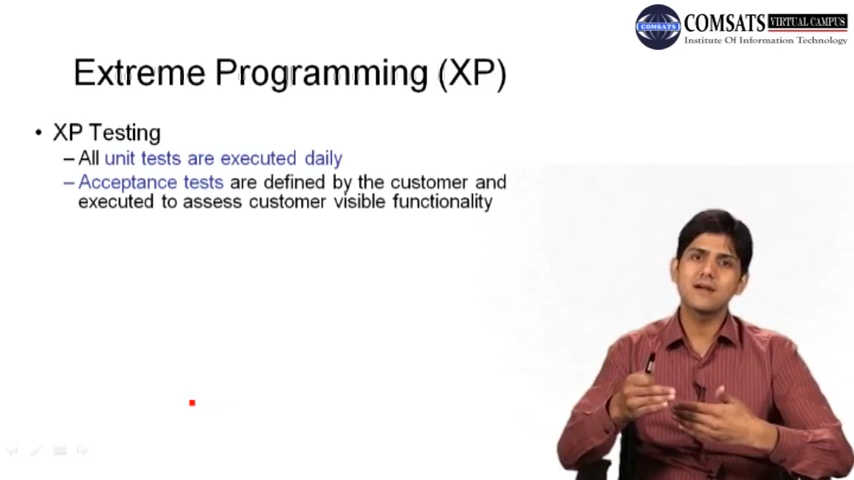 COMSATS VIRTUAL CAMPUS
COMSATS
Institute Of Information Technology
Extreme Programming (XP)
• XP Testing
– All unit tests are executed daily
– Acceptance tests are defined by the customer and
executed to assess customer visible functionality